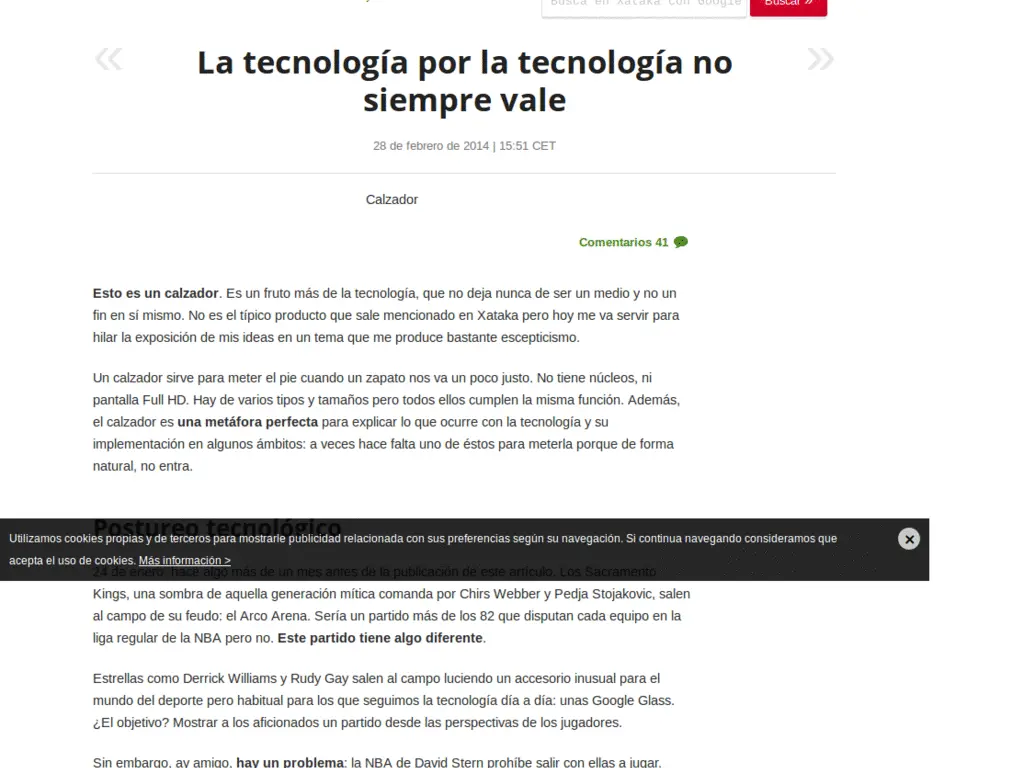 Busca en Xataka con Google
Buscar »
«
»
La tecnología por la tecnología no
siempre vale
28 de febrero de 2014 | 15:51 CET
Calzador
Comentarios 41
Esto es un calzador. Es un fruto más de la tecnología, que no deja nunca de ser un medio y no un
fin en sí mismo. No es el típico producto que sale mencionado en Xataka pero hoy me va servir para
hilar la exposición de mis ideas en un tema que me produce bastante escepticismo.
Un calzador sirve para meter el pie cuando un zapato nos va un poco justo. No tiene núcleos, ni
pantalla Full HD. Hay de varios tipos y tamaños pero todos ellos cumplen la misma función. Además,
el calzador es una metáfora perfecta para explicar lo que ocurre con la tecnología y su
implementación en algunos ámbitos: a veces hace falta uno de éstos para meterla porque de forma
natural, no entra.
Postureo tecnológico
Utilizamos cookies propias y de terceros para mostrarle publicidad relacionada con sus preferencias según su navegación. Si continua navegando consideramos que
acepta el uso de cookies. Más información >
24 de enero, hace algo más de un mes antes de la publicación de este artículo. Los Sacramento
Kings, una sombra de aquella generación mítica comanda por Chirs Webber y Pedja Stojakovic, salen
al campo de su feudo: el Arco Arena. Sería un partido más de los 82 que disputan cada equipo en la
liga regular de la NBA pero no. Este partido tiene algo diferente.
Estrellas como Derrick Williams y Rudy Gay salen al campo luciendo un accesorio inusual para el
mundo del deporte pero habitual para los que seguimos la tecnología día a día: unas Google Glass.
¿El objetivo? Mostrar a los aficionados un partido desde las perspectivas de los jugadores.
Sin embargo, ay amigo, hay un problema: la NBA de David Stern prohíbe salir con ellas a jugar.